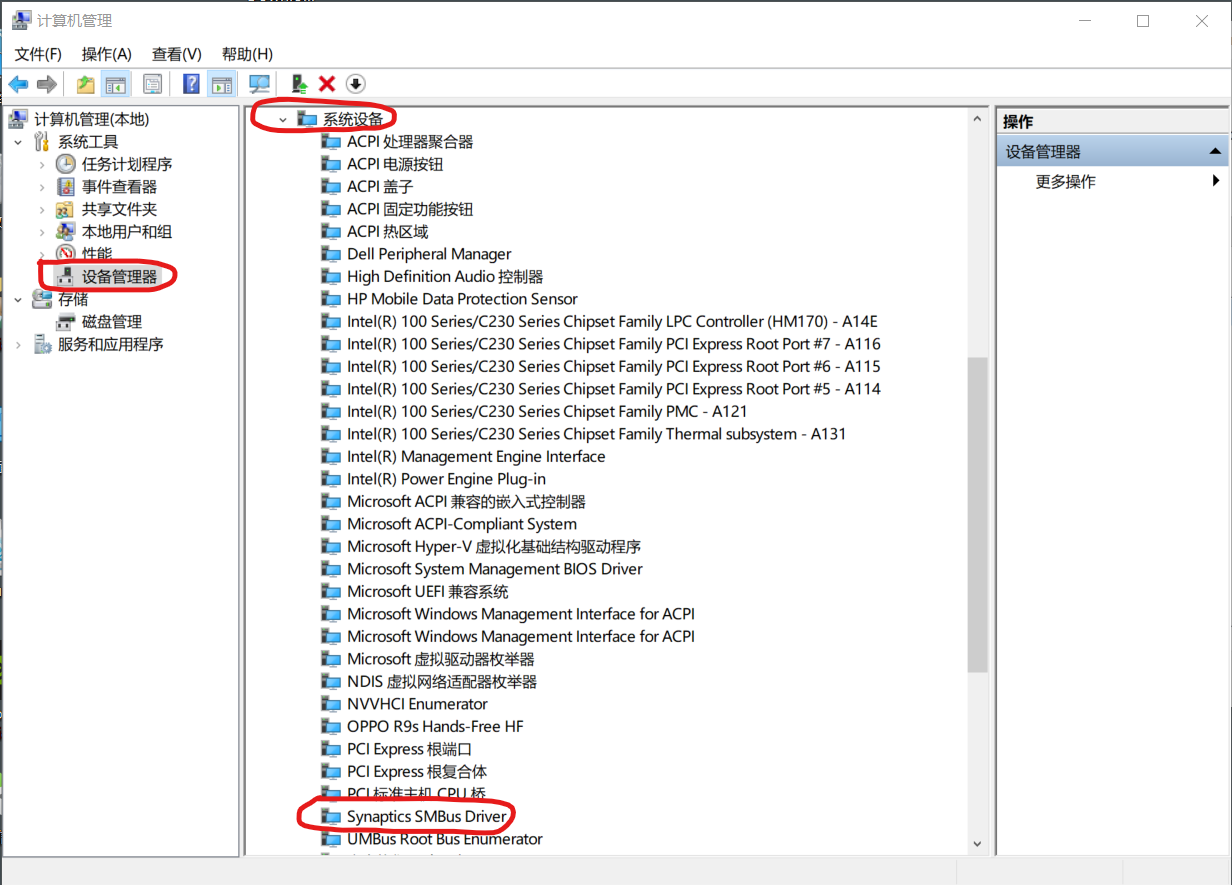 计算机管理
文件(F) 操作(A) 查看(V) 帮助(H)
计算机管理(本地)
系统工具
任务计划程序
事件查看器
共享文件夹
本地用户和组
性能
设备管理器
存储
磁盘管理
服务和应用程序
系统设备
ACPI 处理器聚合器
ACPI 电源按钮
ACPI 盖子
ACPI 固定功能按钮
ACPI 热区域
Dell Peripheral Manager
High Definition Audio 控制器
HP Mobile Data Protection Sensor
Intel(R) 100 Series/C230 Series Chipset Family LPC Controller (HM170) - A14E
Intel(R) 100 Series/C230 Series Chipset Family PCI Express Root Port #7 - A116
Intel(R) 100 Series/C230 Series Chipset Family PCI Express Root Port #6 - A115
Intel(R) 100 Series/C230 Series Chipset Family PCI Express Root Port #5 - A114
Intel(R) 100 Series/C230 Series Chipset Family PMC - A121
Intel(R) 100 Series/C230 Series Chipset Family Thermal subsystem - A131
Intel(R) Management Engine Interface
Intel(R) Power Engine Plug-in
Microsoft ACPI 兼容的嵌入式控制器
Microsoft ACPI-Compliant System
Microsoft Hyper-V 虚拟化基础结构驱动程序
Microsoft System Management BIOS Driver
Microsoft UEFI 兼容系统
Microsoft Windows Management Interface for ACPI
Microsoft Windows Management Interface for ACPI
Microsoft 虚拟驱动器枚举器
NDIS 虚拟网络适配器枚举器
NVVHCI Enumerator
OPPO R9s Hands-Free HF
PCI Express 根端口
PCI Express 根复合体
PCI 标准主机 CPU 桥
Synaptics SMBus Driver
UMBus Root Bus Enumerator
操作
设备管理器
更多操作